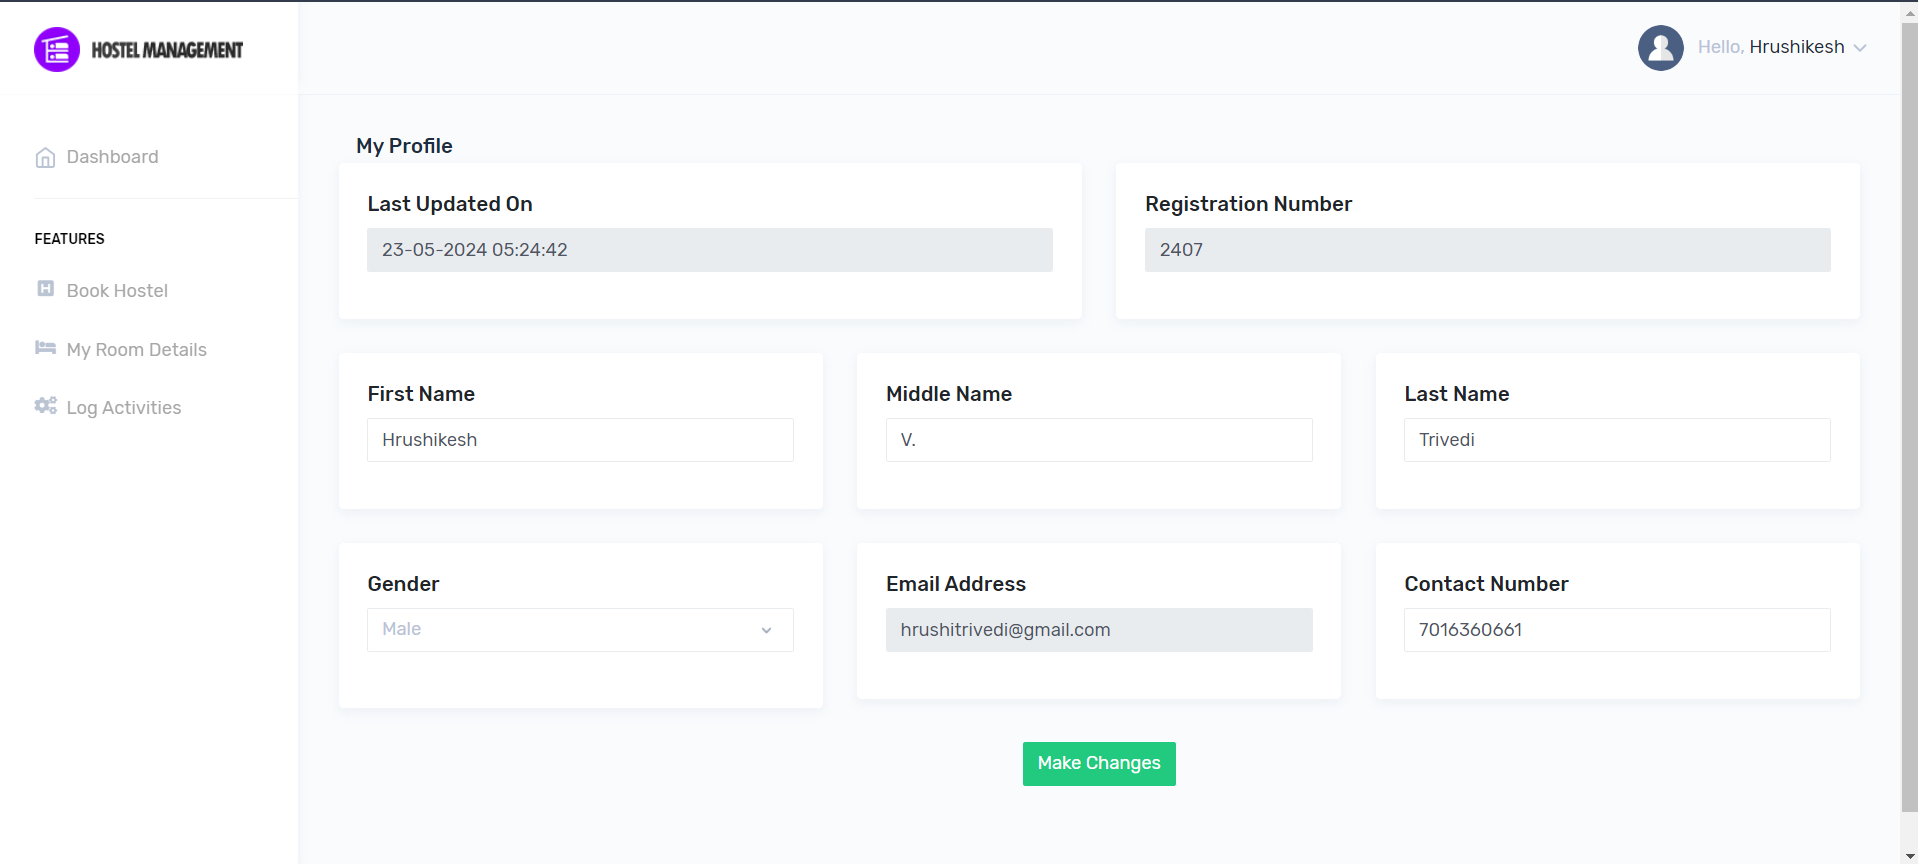 HOSTEL MANAGEMENT
Hello, Hrushikesh
Dashboard
FEATURES
Book Hostel
My Room Details
Log Activities
My Profile
Last Updated On
23-05-2024 05:24:42
Registration Number
2407
First Name
Hrushikesh
Middle Name
V.
Last Name
Trivedi
Gender
Male
Email Address
hrushitrivedi@gmail.com
Contact Number
7016360661
Make Changes